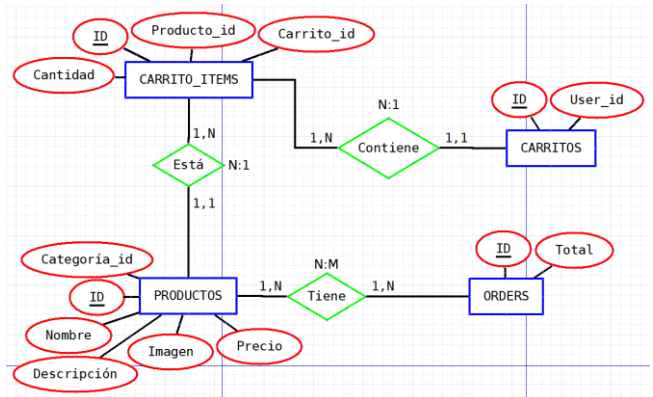 ID
Producto_id
Carrito_id
Cantidad
CARRITO_ITEMS
N:1
ID
User_id
1,N
1,N
Contiene
1,1
CARRITOS
Está
N:1
1,1
Categoría_id
ID
Total
N:M
ID
PRODUCTOS
1,N
Tiene
1,N
ORDERS
Nombre
Imagen
Precio
Descripción